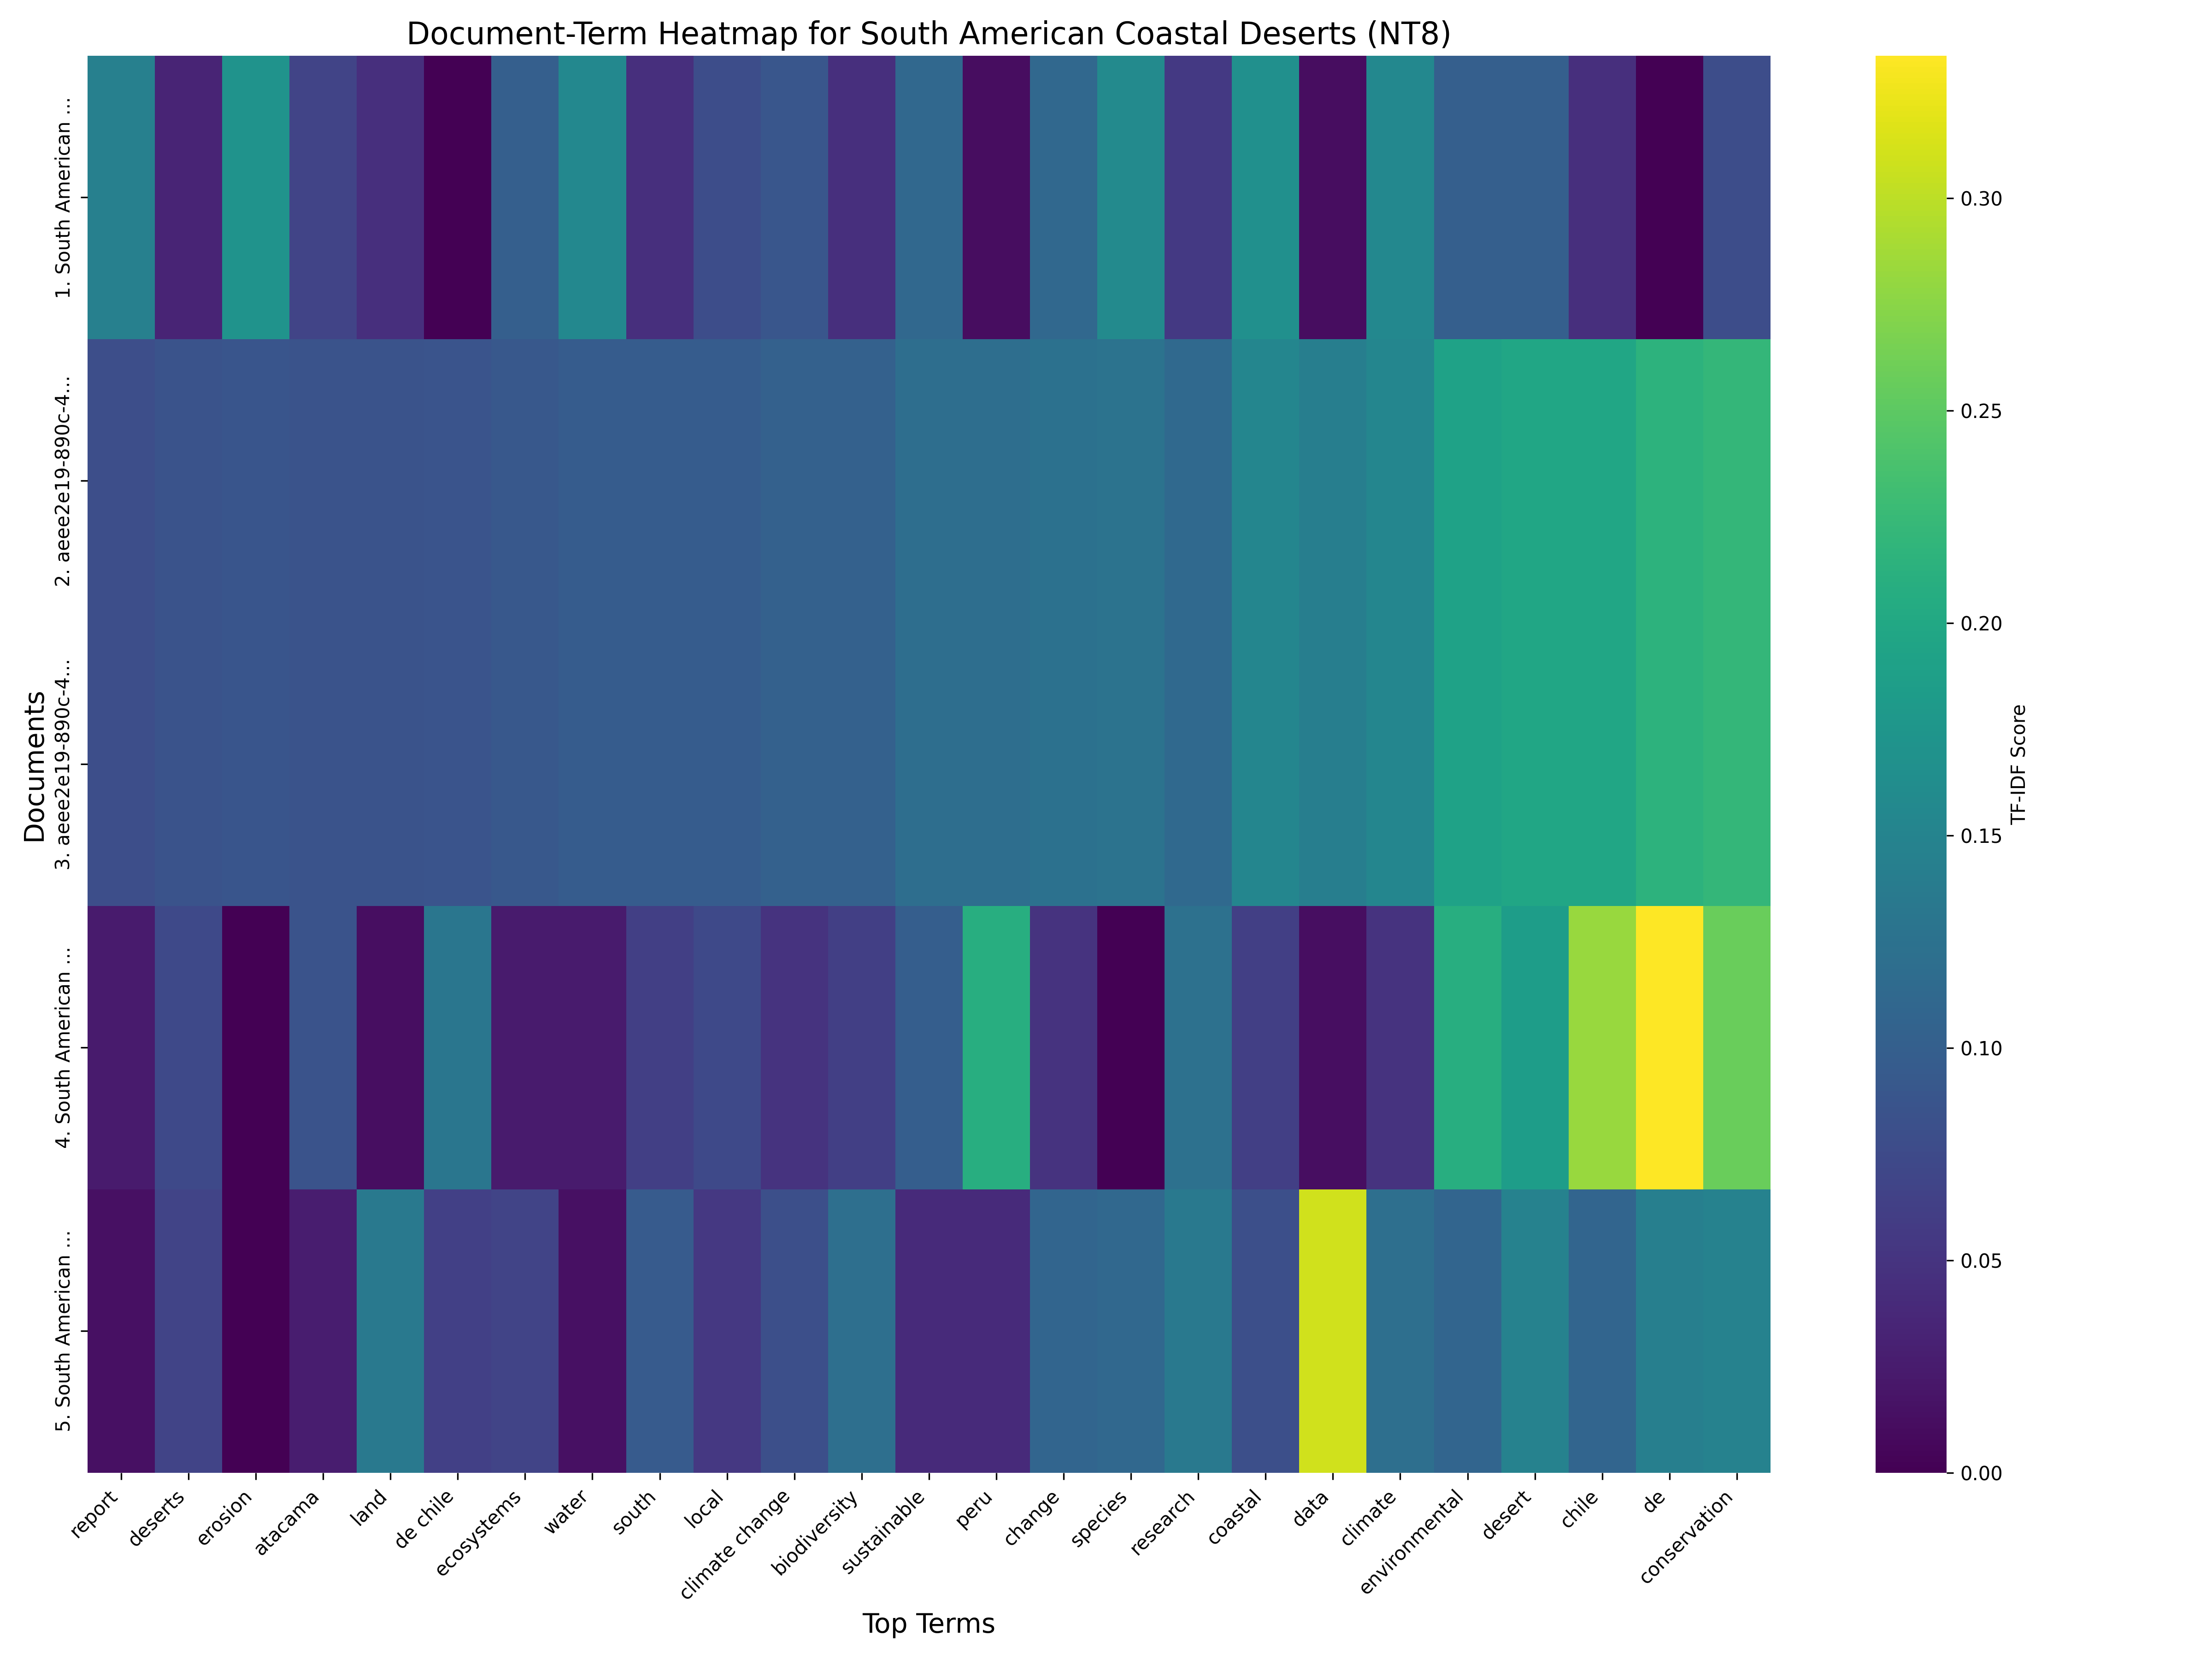 Document-Term Heatmap for South American Coastal Deserts (NT8)
Documents
1. South American ...
2. aeee2e19-890c-4...
3. aeee2e19-890c-4...
4. South American ...
5. South American ...
report
deserts
erosion
atacama
land
de chile
ecosystems
water
south
local
climate change
biodiversity
sustainable
peru
change
species
research
coastal
data
climate
environmental
desert
chile
de
conservation
Top Terms
0.30
0.25
0.20
0.15
0.10
0.05
0.00
TF-IDF Score